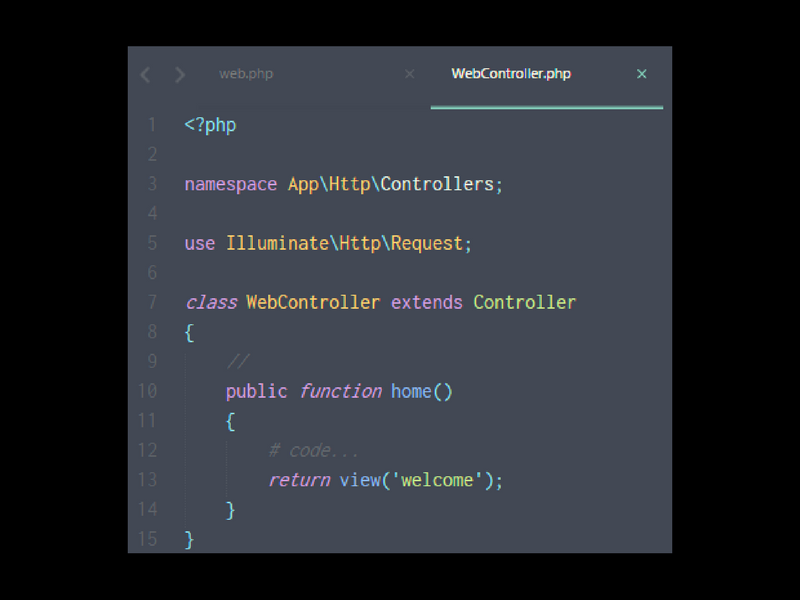 web.php × WebController.php ×
1 <?php
2
3 namespace App\Http\Controllers;
4
5 use Illuminate\Http\Request;
6
7 class WebController extends Controller
8 {
9     //
10     public function home()
11     {
12         # code...
13         return view('welcome');
14     }
15 }